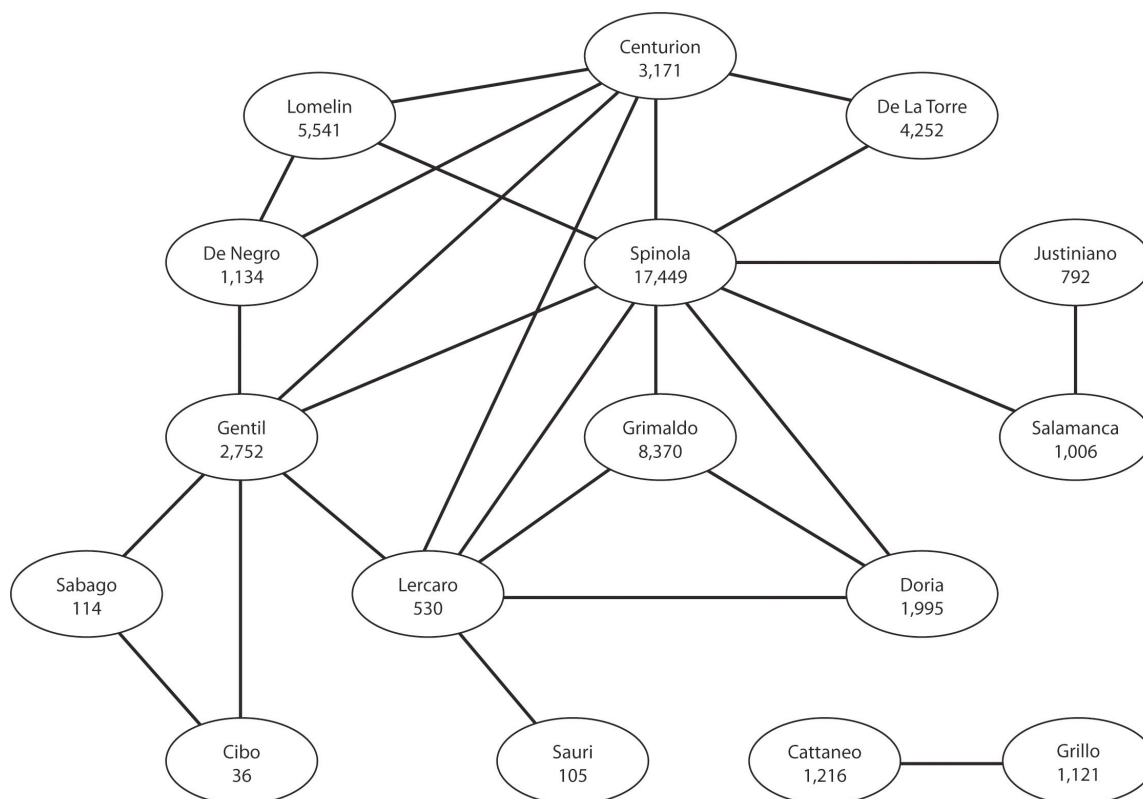 Centurion
3,171
Lomelin
5,541
De La Torre
4,252
De Negro
1,134
Spinola
17,449
Justiniano
792
Gentil
2,752
Grimaldo
8,370
Salamanca
1,006
Sabago
114
Lercaro
530
Doria
1,995
Cibo
36
Sauri
105
Cattaneo
1,216
Grillo
1,121